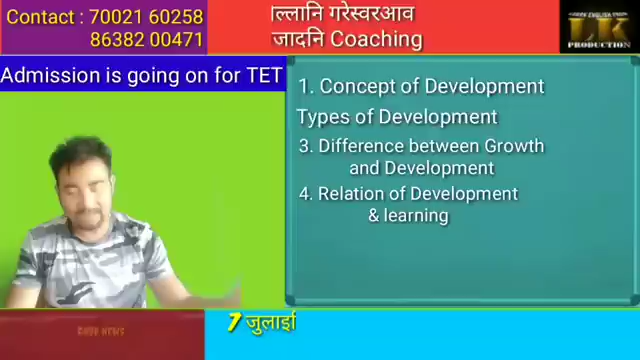 Contact : 70021 60258
86382 00471
ल्लानि गरेस्वरआव
जादनि Coaching
PRODUCTION
Admission is going on for TET
1. Concept of Development
Types of Development
3. Difference between Growth
and Development
4. Relation of Development
& learning
7 जुलाइ